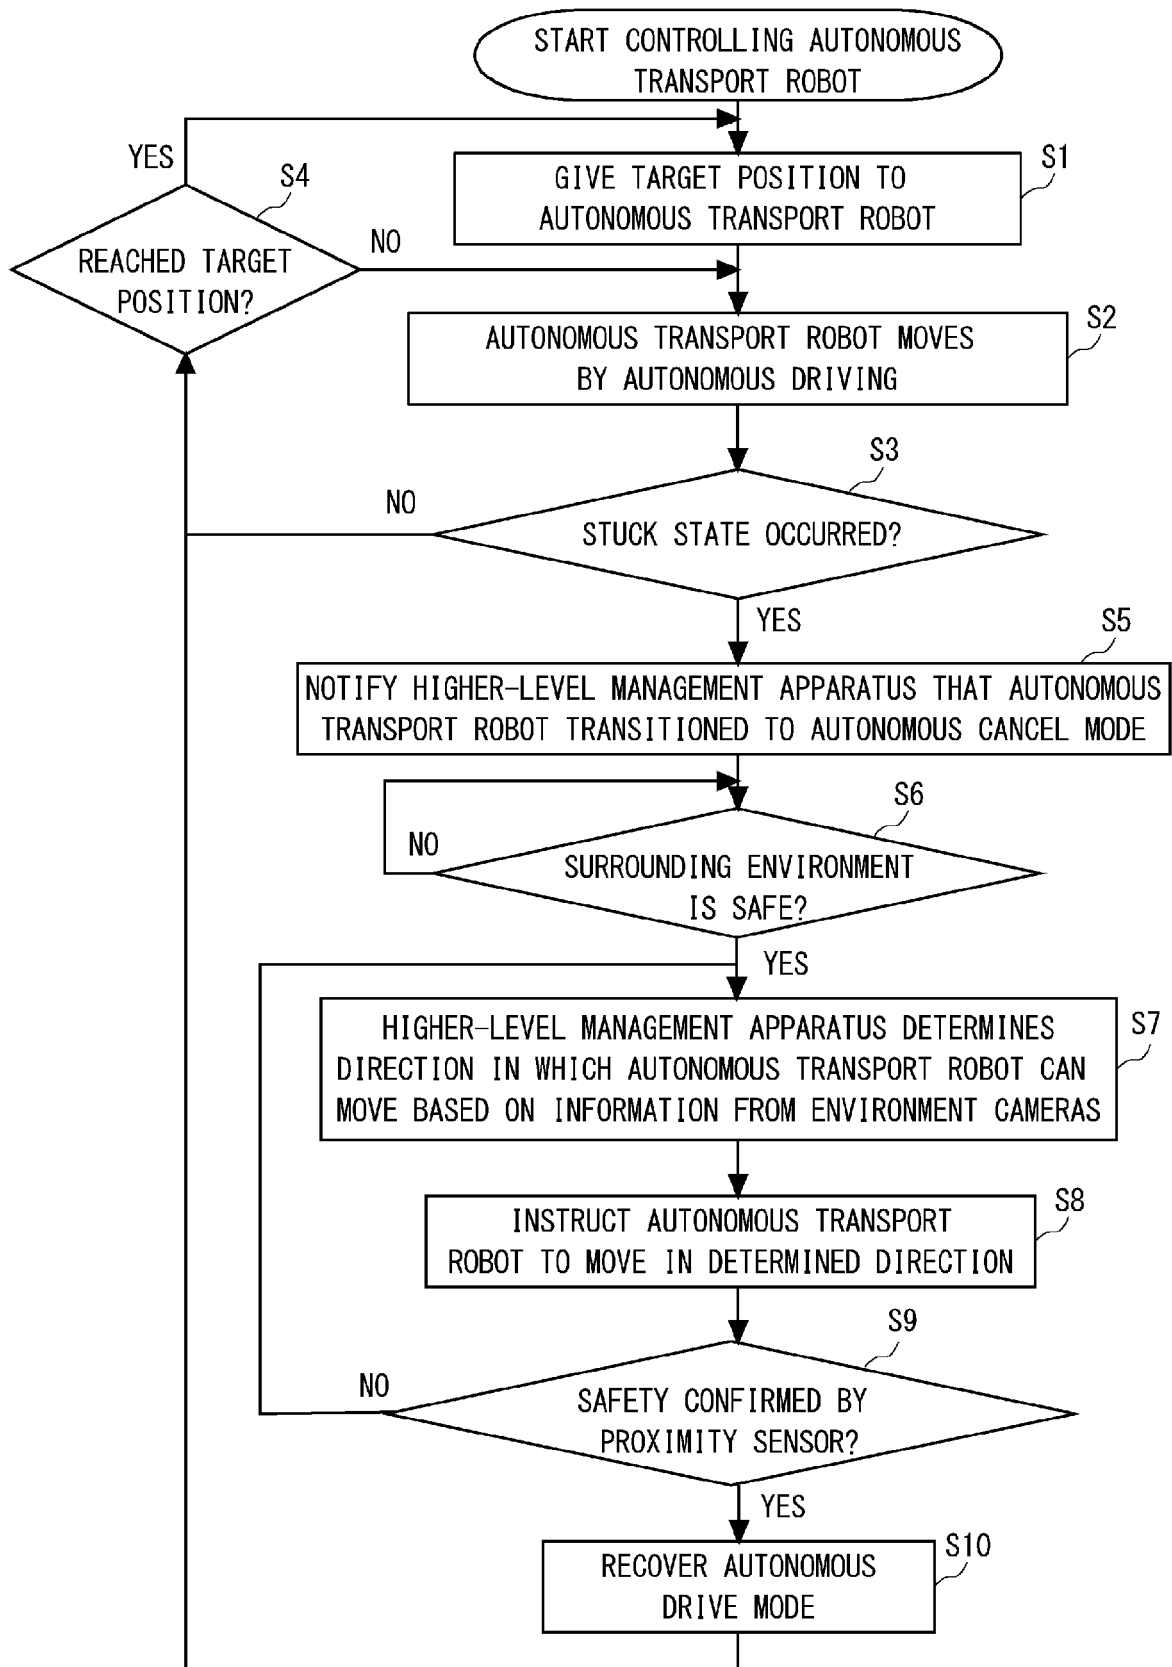 START CONTROLLING AUTONOMOUS
TRANSPORT ROBOT
YES
S4
S1
GIVE TARGET POSITION TO
AUTONOMOUS TRANSPORT ROBOT
REACHED TARGET
POSITION?
NO
S2
AUTONOMOUS TRANSPORT ROBOT MOVES
BY AUTONOMOUS DRIVING
S3
NO
STUCK STATE OCCURRED?
YES
S5
NOTIFY HIGHER-LEVEL MANAGEMENT APPARATUS THAT AUTONOMOUS
TRANSPORT ROBOT TRANSITIONED TO AUTONOMOUS CANCEL MODE
S6
NO
SURROUNDING ENVIRONMENT
IS SAFE?
YES
S7
HIGHER-LEVEL MANAGEMENT APPARATUS DETERMINES
DIRECTION IN WHICH AUTONOMOUS TRANSPORT ROBOT CAN
MOVE BASED ON INFORMATION FROM ENVIRONMENT CAMERAS
S8
INSTRUCT AUTONOMOUS TRANSPORT
ROBOT TO MOVE IN DETERMINED DIRECTION
S9
NO
SAFETY CONFIRMED BY
PROXIMITY SENSOR?
YES
S10
RECOVER AUTONOMOUS
DRIVE MODE